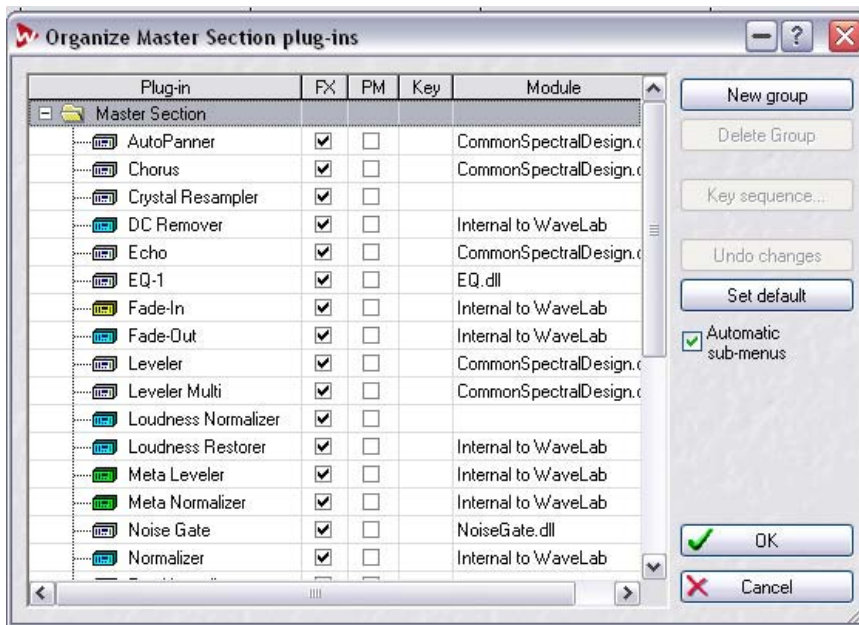 Organize Master Section plug-ins
Plug-in FX PM Key Module
Master Section
AutoPanner CommonSpectralDesign.
Chorus CommonSpectralDesign.
Crystal Resampler
DC Remover Internal to WaveLab
Echo CommonSpectralDesign.
EQ-1 EQ.dll
Fade-In Internal to WaveLab
Fade-Out Internal to WaveLab
Leveler CommonSpectralDesign.
Leveler Multi CommonSpectralDesign.
Loudness Normalizer
Loudness Restorer Internal to WaveLab
Meta Leveler Internal to WaveLab
Meta Normalizer Internal to WaveLab
Noise Gate NoiseGate.dll
Normalizer Internal to WaveLab
New group
Delete Group
Key sequence...
Undo changes
Set default
Automatic
sub-menus
OK
Cancel